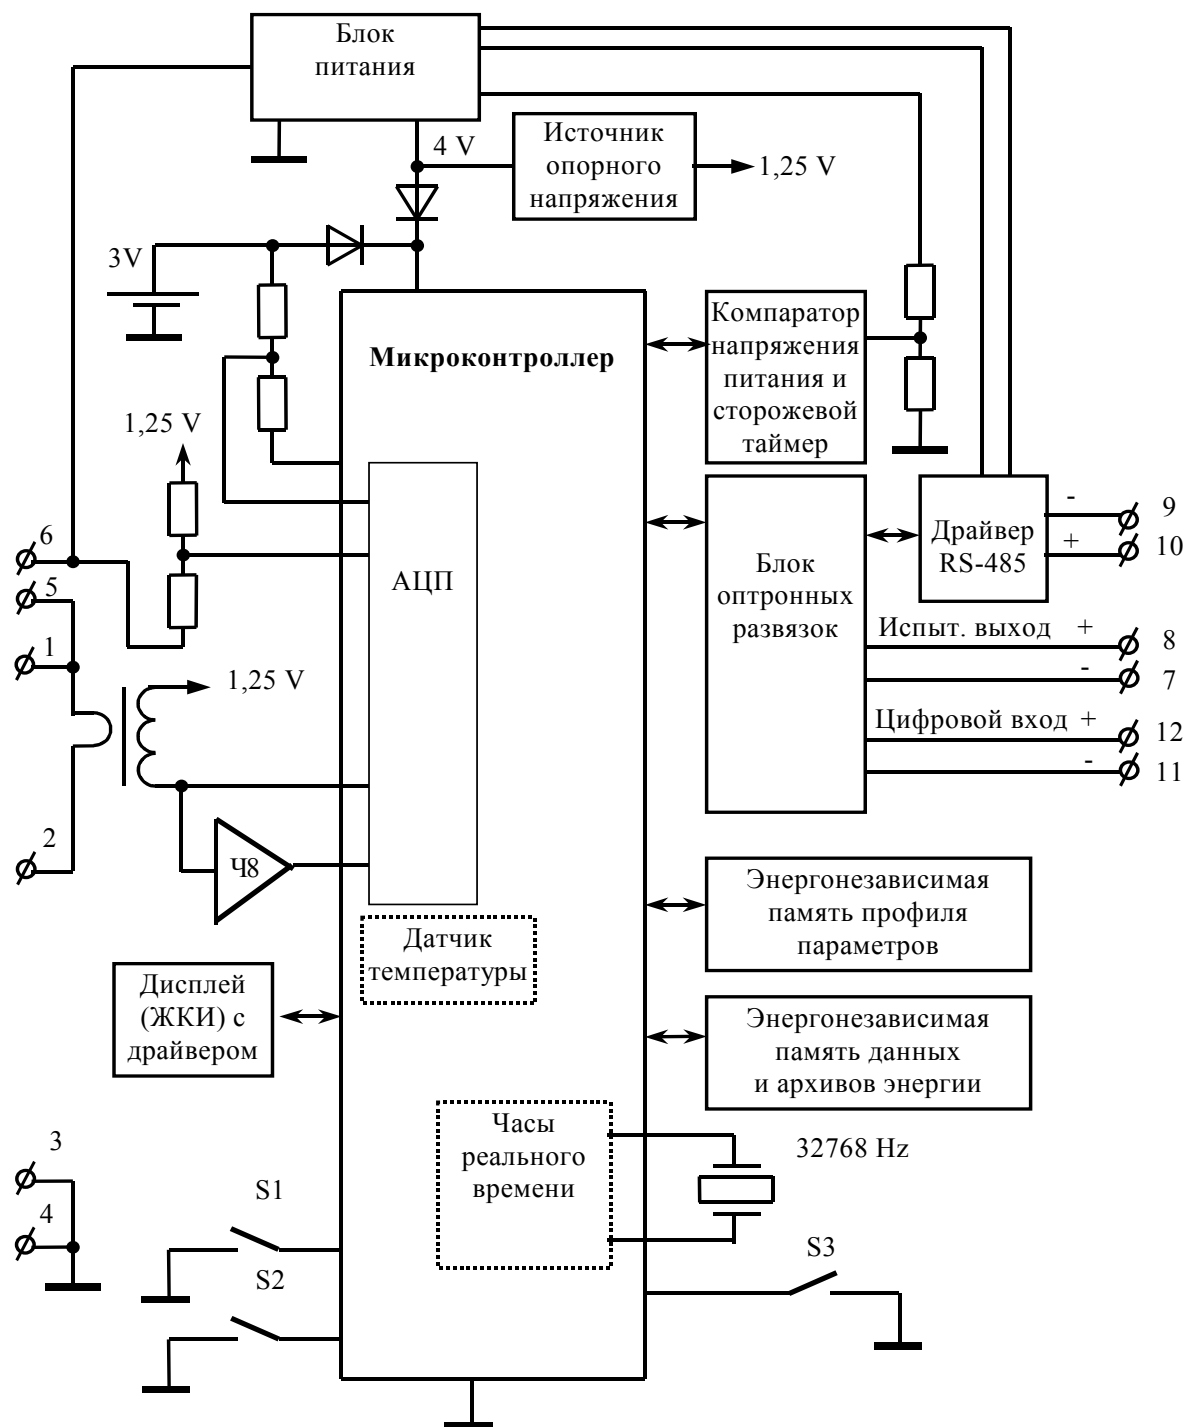 Блок
питания
4 V
Источник
опорного
напряжения
1,25 V
3V
Микроконтроллер
Компаратор
напряжения
питания и
сторожевой
таймер
1,25 V
АЦП
6
5
1
1,25 V
2
Ч8
Блок
оптронных
развязок
Драйвер
RS-485
-
9
+
10
Испыт. выход +
8
-
7
Цифровой вход +
12
-
11
Энергонезависимая
память профиля
параметров
Датчик
температуры
Дисплей
(ЖКИ) с
драйвером
Энергонезависимая
память данных
и архивов энергии
Часы
реального
времени
32768 Hz
3
4
S1
S2
S3